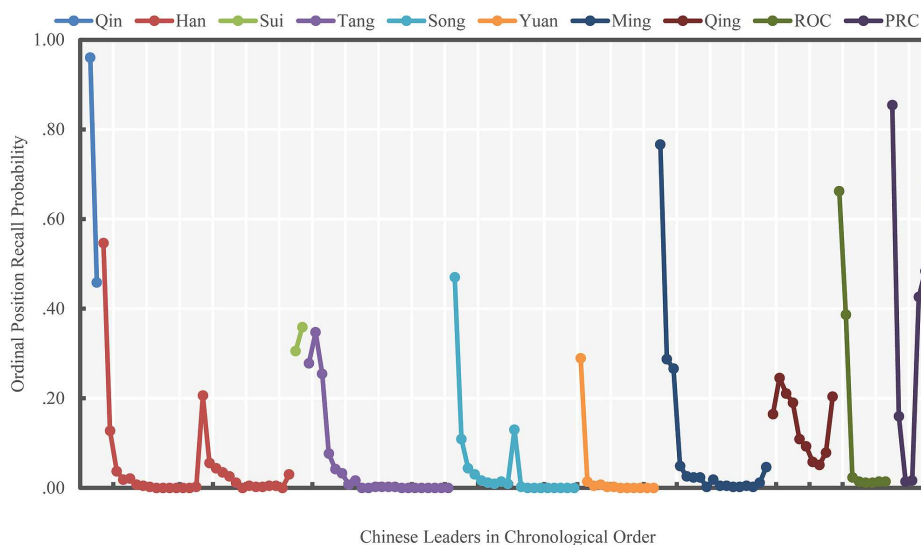 Qin Han Sui Tang Song Yuan Ming Qing ROC PRC
1.00
.80
.60
.40
.20
.00
Ordinal Position Recall Probability
Chinese Leaders in Chronological Order